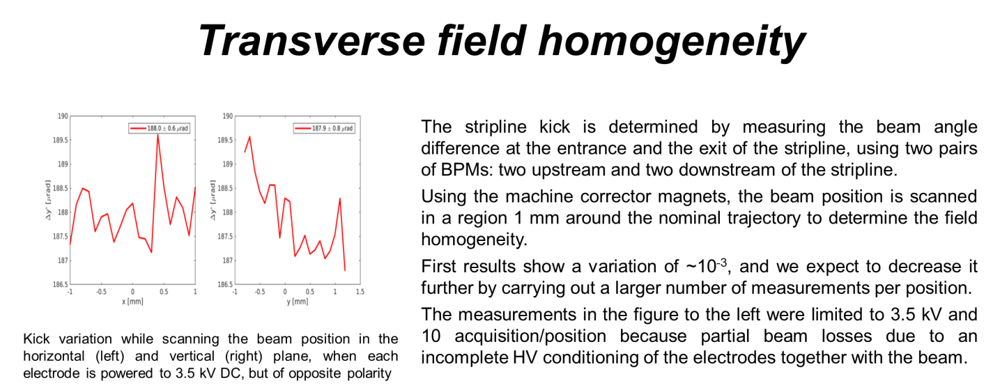 Transverse field homogeneity
190
189.5
189
188.5
188
187.5
187
186.5
-1
-0.5
0
0.5
1
x [mm]
Δy' [μrad]
188.0 ± 0.6 μrad
190
189.5
189
188.5
188
187.5
187
186.5
-1
-0.5
0
0.5
1
1.5
y [mm]
Δy' [μrad]
187.9 ± 0.8 μrad
Kick variation while scanning the beam position in the
horizontal (left) and vertical (right) plane, when each
electrode is powered to 3.5 kV DC, but of opposite polarity
The stripline kick is determined by measuring the beam angle
difference at the entrance and the exit of the stripline, using two pairs
of BPMs: two upstream and two downstream of the stripline.
Using the machine corrector magnets, the beam position is scanned
in a region 1 mm around the nominal trajectory to determine the field
homogeneity.
First results show a variation of ~10⁻³, and we expect to decrease it
further by carrying out a larger number of measurements per position.
The measurements in the figure to the left were limited to 3.5 kV and
10 acquisition/position because partial beam losses due to an
incomplete HV conditioning of the electrodes together with the beam.